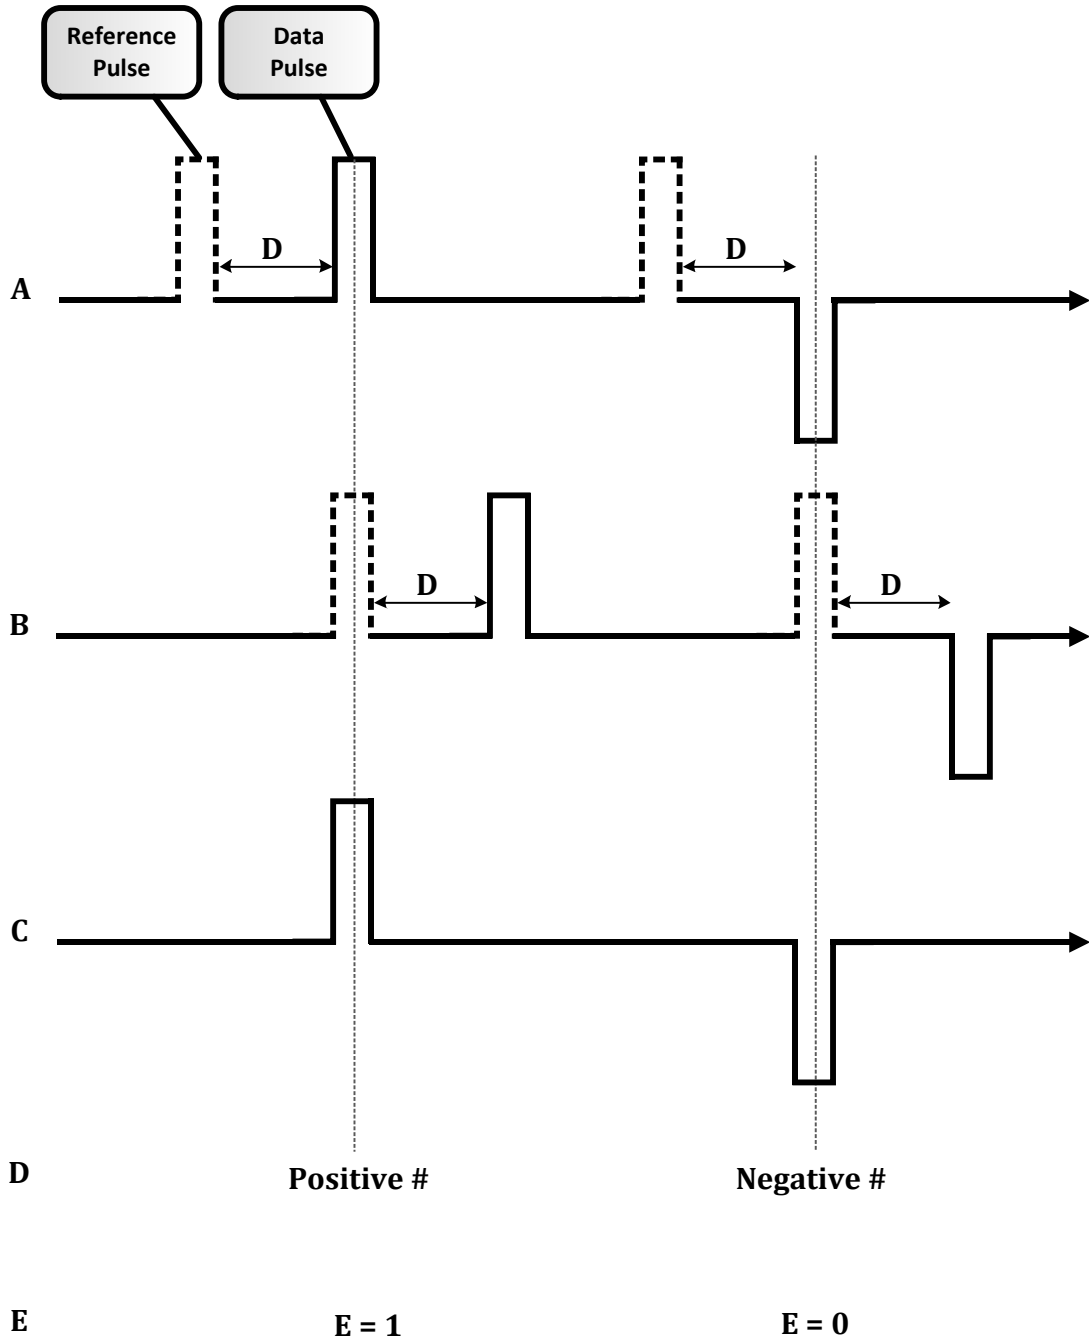 Reference
Pulse
Data
Pulse
D
D
A
D
D
B
C
D
Positive #
Negative #
E
E = 1
E = 0